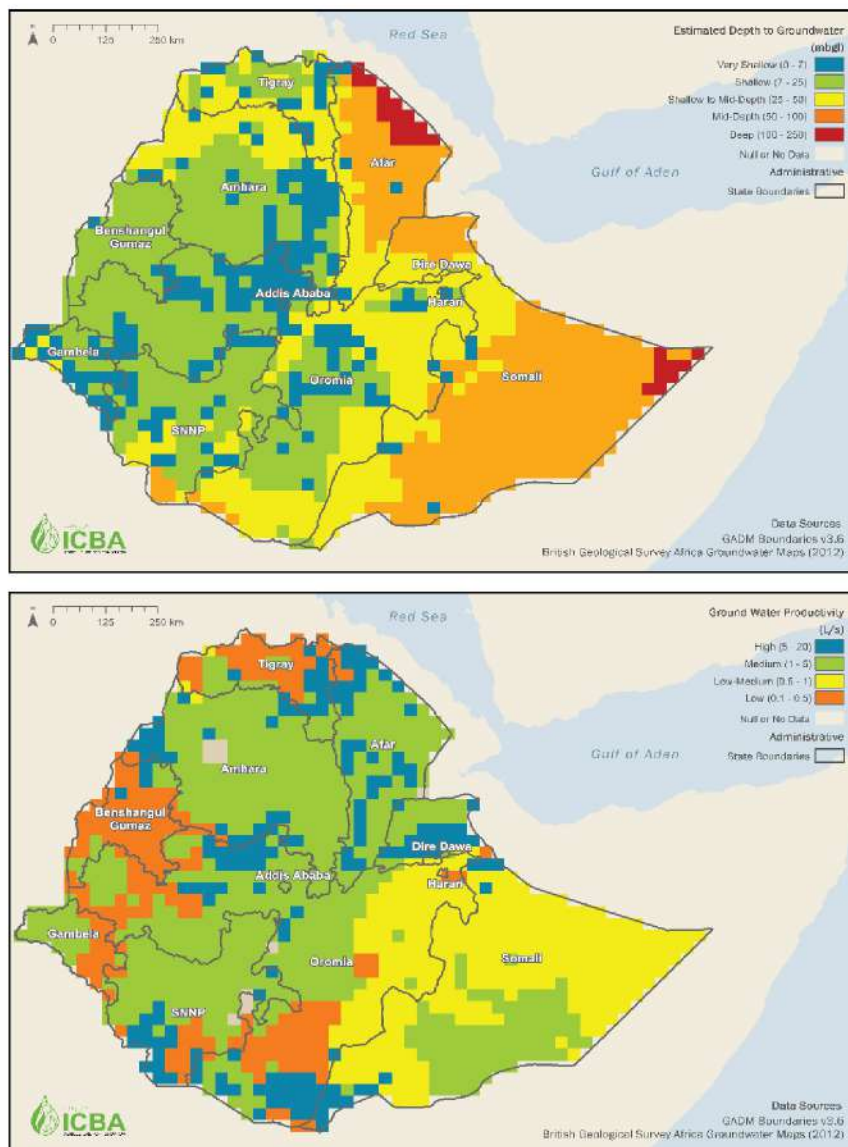 0 125 250 km
Red Sea
Estimated Depth to Groundwater
(mbgl)
Very Shallow (0 - 7)
Shallow (7 - 25)
Shallow to Mid-Depth (25 - 50)
Mid-Depth (50 - 100)
Deep (100 - 250)
Null or No Data
Administrative
State Boundaries
Gulf of Aden
Tigray
Afar
Amhara
Benshangul
Gumaz
Dire Dawa
Addis Ababa
Harari
Gambela
Oromia
Somali
SNNP
ICBA
Data Sources
GADM Boundaries v3.6
British Geological Survey Africa Groundwater Maps (2012)
0 125 250 km
Red Sea
Ground Water Productivity
(L/s)
High (5 - 20)
Medium (1 - 5)
Low-Medium (0.5 - 1)
Low (0.1 - 0.5)
Null or No Data
Administrative
State Boundaries
Gulf of Aden
Tigray
Afar
Amhara
Benshangul
Gumaz
Dire Dawa
Addis Ababa
Harari
Gambela
Oromia
Somali
SNNP
ICBA
Data Sources
GADM Boundaries v3.6
British Geological Survey Africa Groundwater Maps (2012)